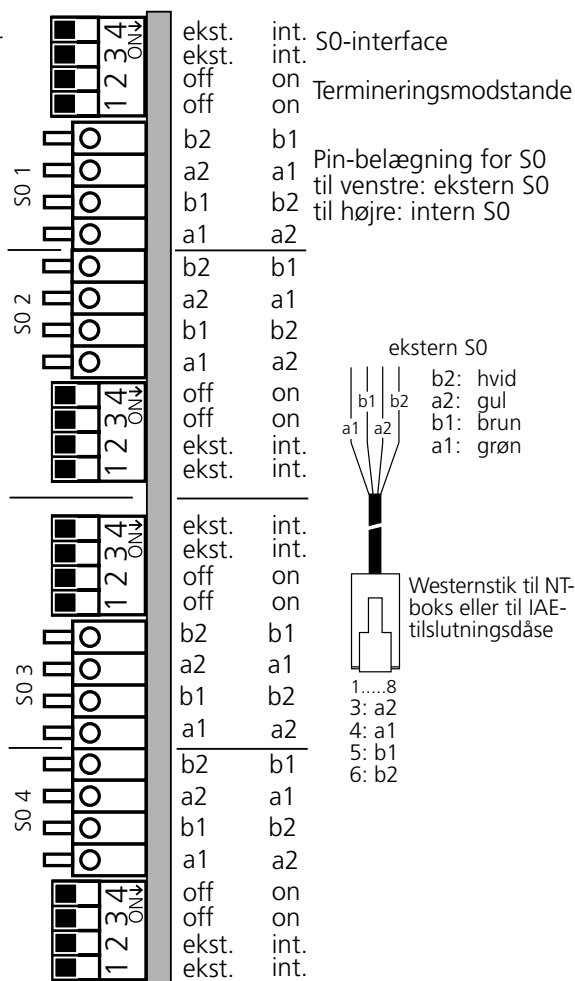 4 ekst. int. S0-interface
3 ekst. int.
2 off on Termineringsmodstande
1 off on
ON
S0 1
b2 b1
a2 a1 Pin-belægning for S0
b1 b2 til venstre: ekstern S0
a1 a2 til højre: intern S0
S0 2
b2 b1
a2 a1
b1 b2
a1 a2
4 off on
3 off on
2 ekst. int.
1 ekst. int.
ON
ekstern S0
b2: hvid
a2: gul
b1: brun
a1: grøn
b1 b2
a1 a2
4 ekst. int.
3 ekst. int.
2 off on
1 off on
ON
Westernstik til NT-
boks eller til IAE-
tilslutningsdåse
1.....8
3: a2
4: a1
5: b1
6: b2
S0 3
b2 b1
a2 a1
b1 b2
a1 a2
S0 4
b2 b1
a2 a1
b1 b2
a1 a2
4 off on
3 off on
2 ekst. int.
1 ekst. int.
ON